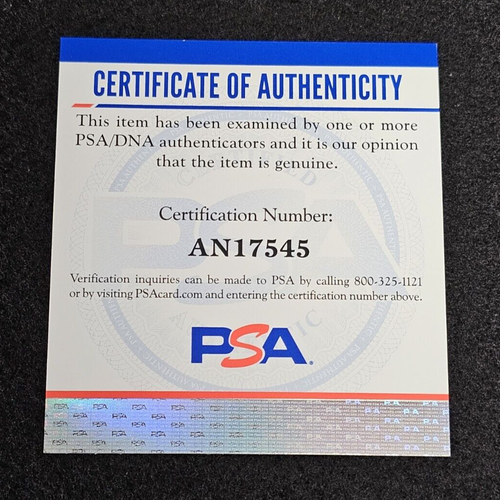 CERTIFICATE OF AUTHENTICITY
This item has been examined by one or more
PSA/DNA authenticators and it is our opinion
that the item is genuine.
Certification Number:
AN17545
Verification inquiries can be made to PSA by calling 800-325-1121
or by visiting PSAcard.com and entering the certification number above.
PSA